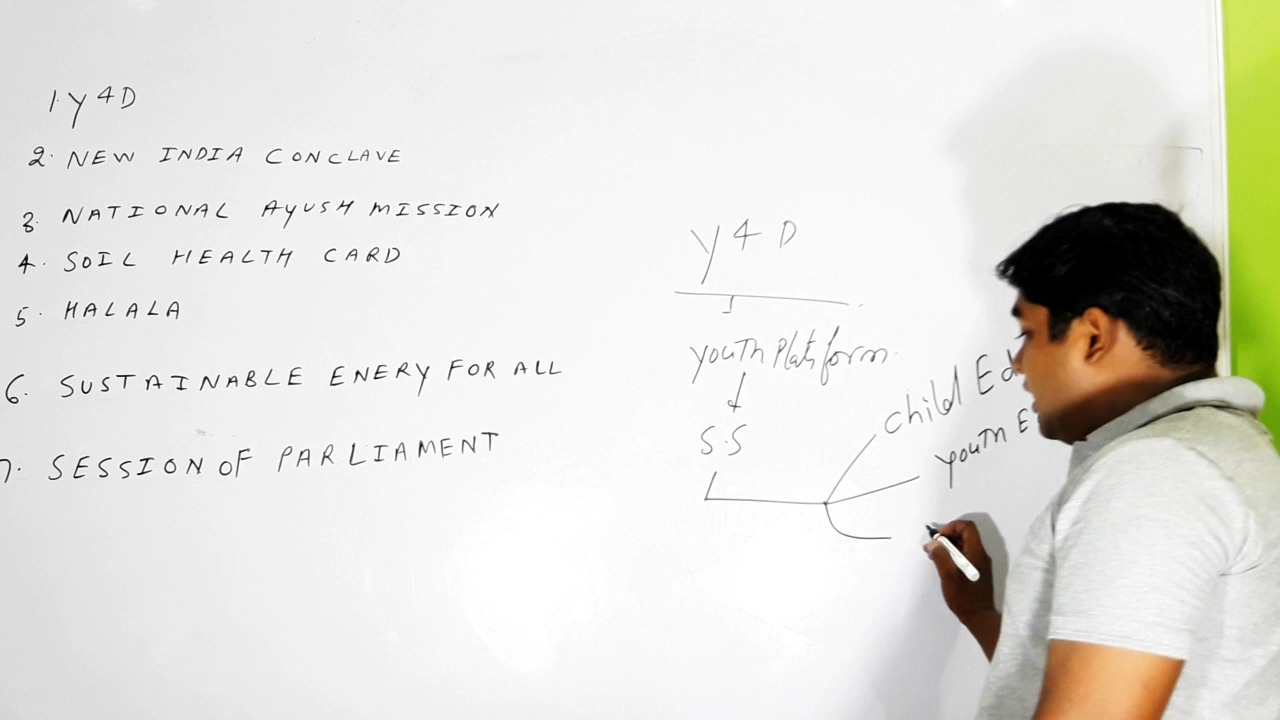 1. Y4D
2. NEW INDIA CONCLAVE
3. NATIONAL AYUSH MISSION
4. SOIL HEALTH CARD
5. HALALA
6. SUSTAINABLE ENERY FOR ALL
7. SESSION OF PARLIAMENT
Y4D
youth Platform
S.S
child Ed
youth E